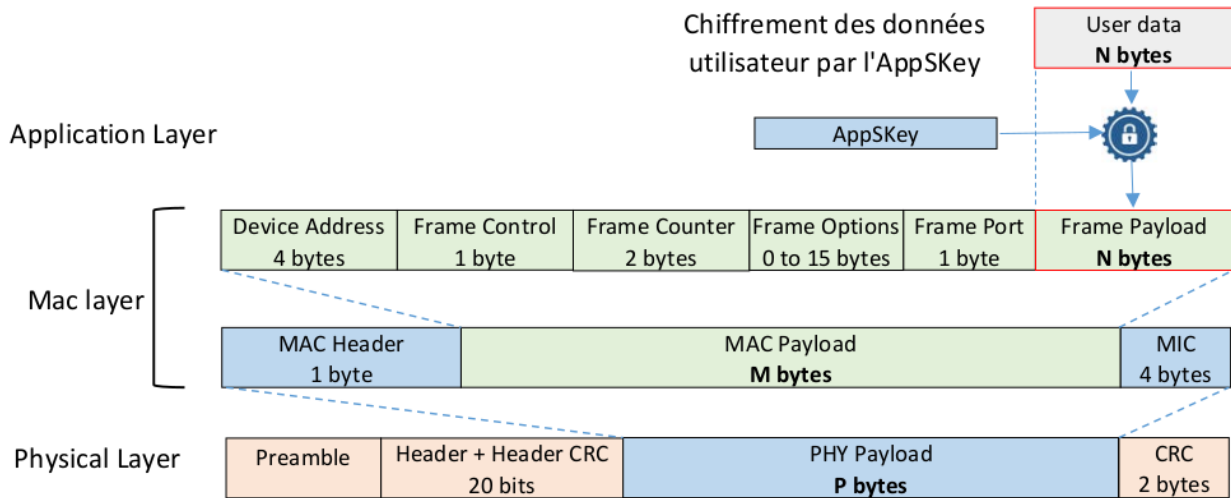 Chiffrement des données
utilisateur par l'AppSKey
User data
N bytes
Application Layer
AppSKey
Mac layer
Device Address
4 bytes
Frame Control
1 byte
Frame Counter
2 bytes
Frame Options
0 to 15 bytes
Frame Port
1 byte
Frame Payload
N bytes
MAC Header
1 byte
MAC Payload
M bytes
MIC
4 bytes
Physical Layer
Preamble
Header + Header CRC
20 bits
PHY Payload
P bytes
CRC
2 bytes